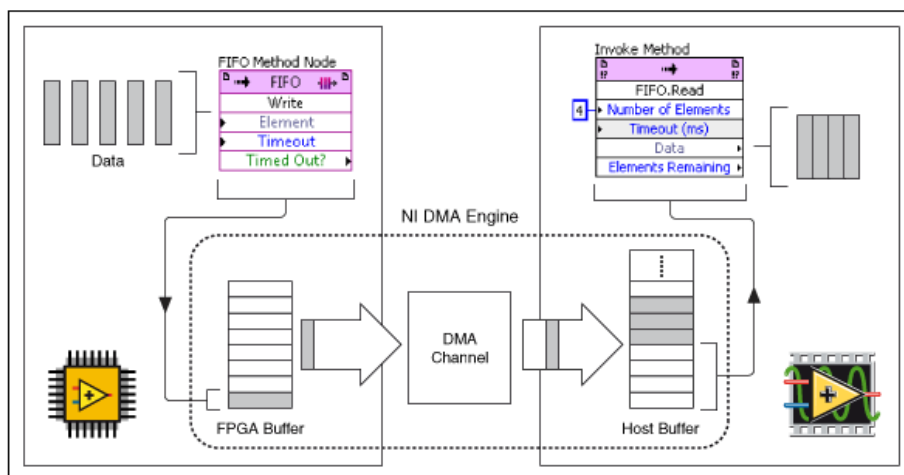 FIFO Method Node
FIFO
Write
Element
Timeout
Timed Out?
Data
Invoke Method
FIFO.Read
4
Number of Elements
Timeout (ms)
Data
Elements Remaining
NI DMA Engine
DMA
Channel
FPGA Buffer
Host Buffer